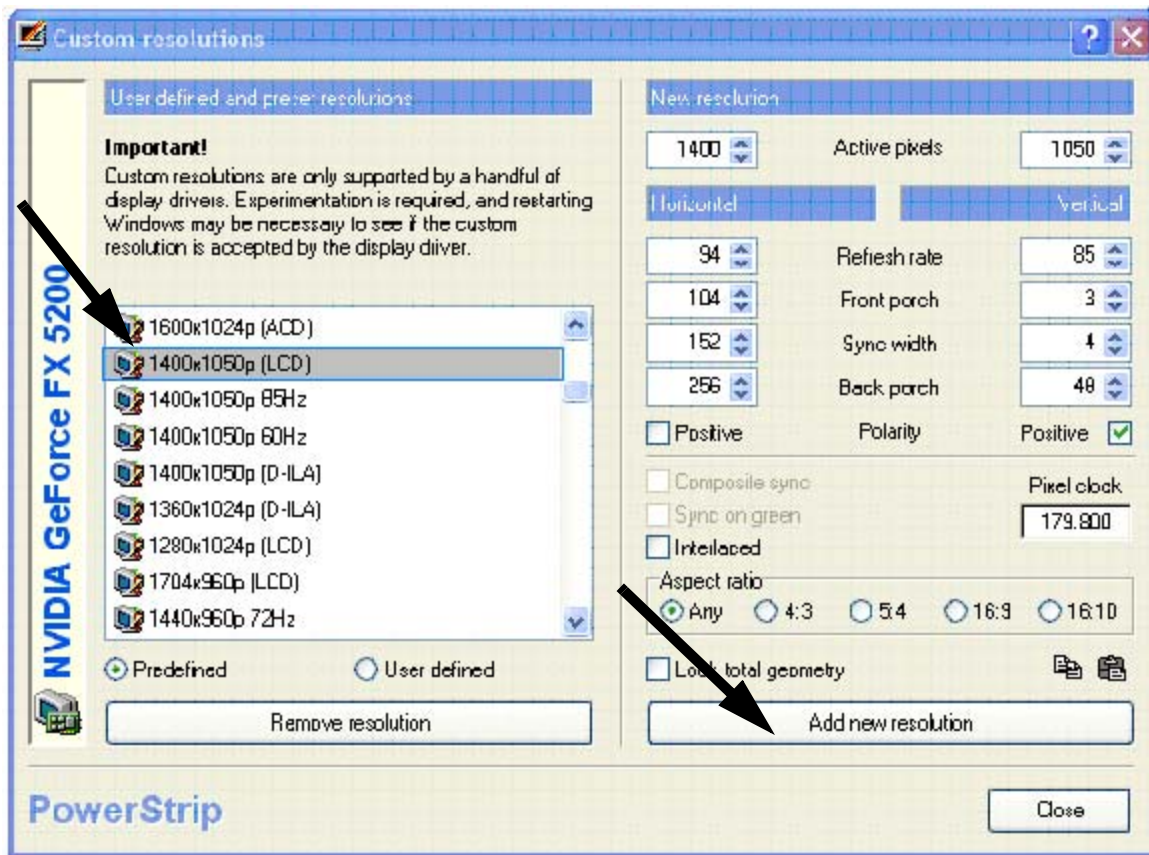 Custom resolutions
NVIDIA GeForce FX 5200
User defined and preset resolutions
Important!
Custom resolutions are only supported by a handful of
display drivers. Experimentation is required, and restarting
Windows may be necessary to see if the custom
resolution is accepted by the display driver.
1600x1024p (ACD)
1400x1050p (LCD)
1400x1050p 85Hz
1400x1050p 60Hz
1400x1050p (D-ILA)
1360x1024p (D-ILA)
1280x1024p (LCD)
1704x960p (LCD)
1440x960p 72Hz
Predefined User defined
Remove resolution
New resolution
1400 Active pixels 1050
Horizontal Vertical
94 Refresh rate 85
104 Front porch 3
152 Sync width 4
256 Back porch 48
Positive Polarity Positive
Composite sync Pixel clock
Sync on green 179.800
Interlaced
Aspect ratio
Any 4:3 5:4 16:9 16:10
Lock total geometry
Add new resolution
PowerStrip
Close